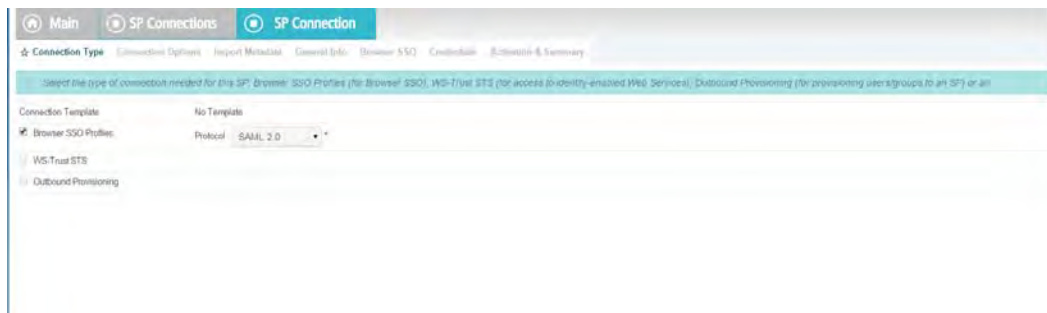 Main SP Connections SP Connection
Connection Type Connection Options Import Metadata General Info Browser SSO Credentials Activation & Summary
Select the type of connection needed for this SP: Browser SSO Profiles (for Browser SSO), WS-Trust STS (for access to identity-enabled Web Services), Outbound Provisioning (for provisioning users/groups to an SP) or all
Connection Template No Template
Browser SSO Profiles Protocol SAML 2.0 *
WS-Trust STS
Outbound Provisioning